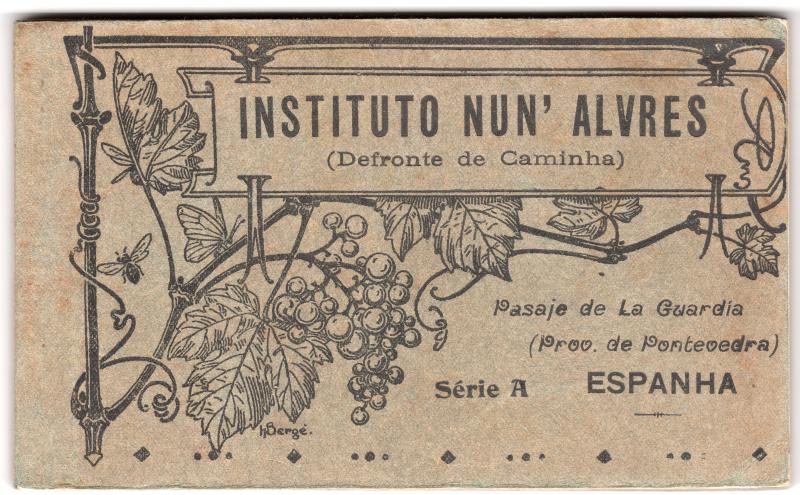 INSTITUTO NUN' ALVRES
(Defronte de Caminha)
Pasaje de La Guardia
(Prov. de Pontevedra)
Série A
ESPANHA
h.Bergé.